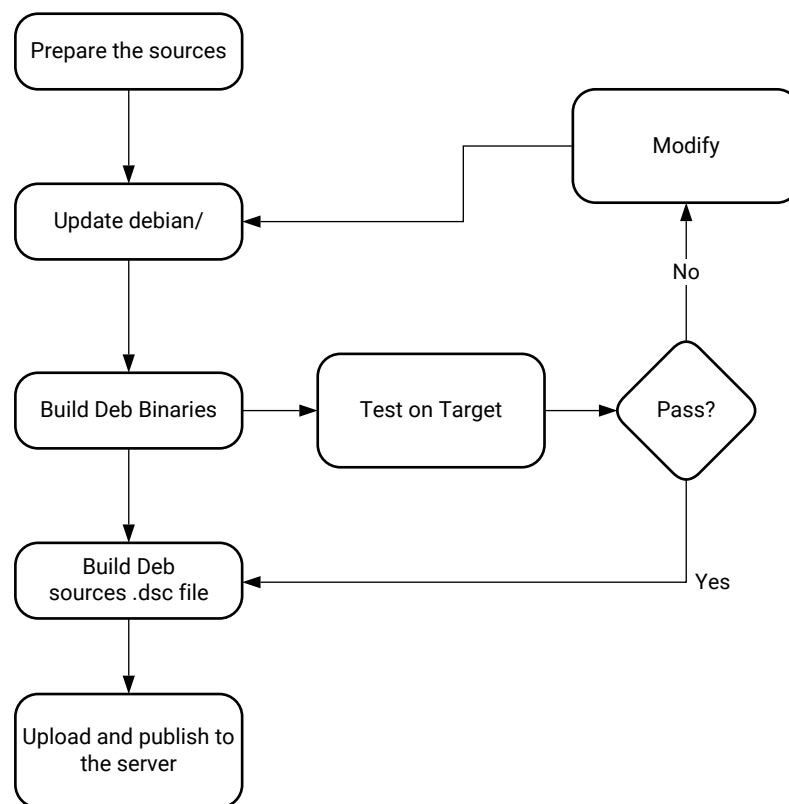 Prepare the sources
Modify
Update debian/
No
Build Deb Binaries
Test on Target
Pass?
Build Deb
sources .dsc file
Yes
Upload and publish to
the server